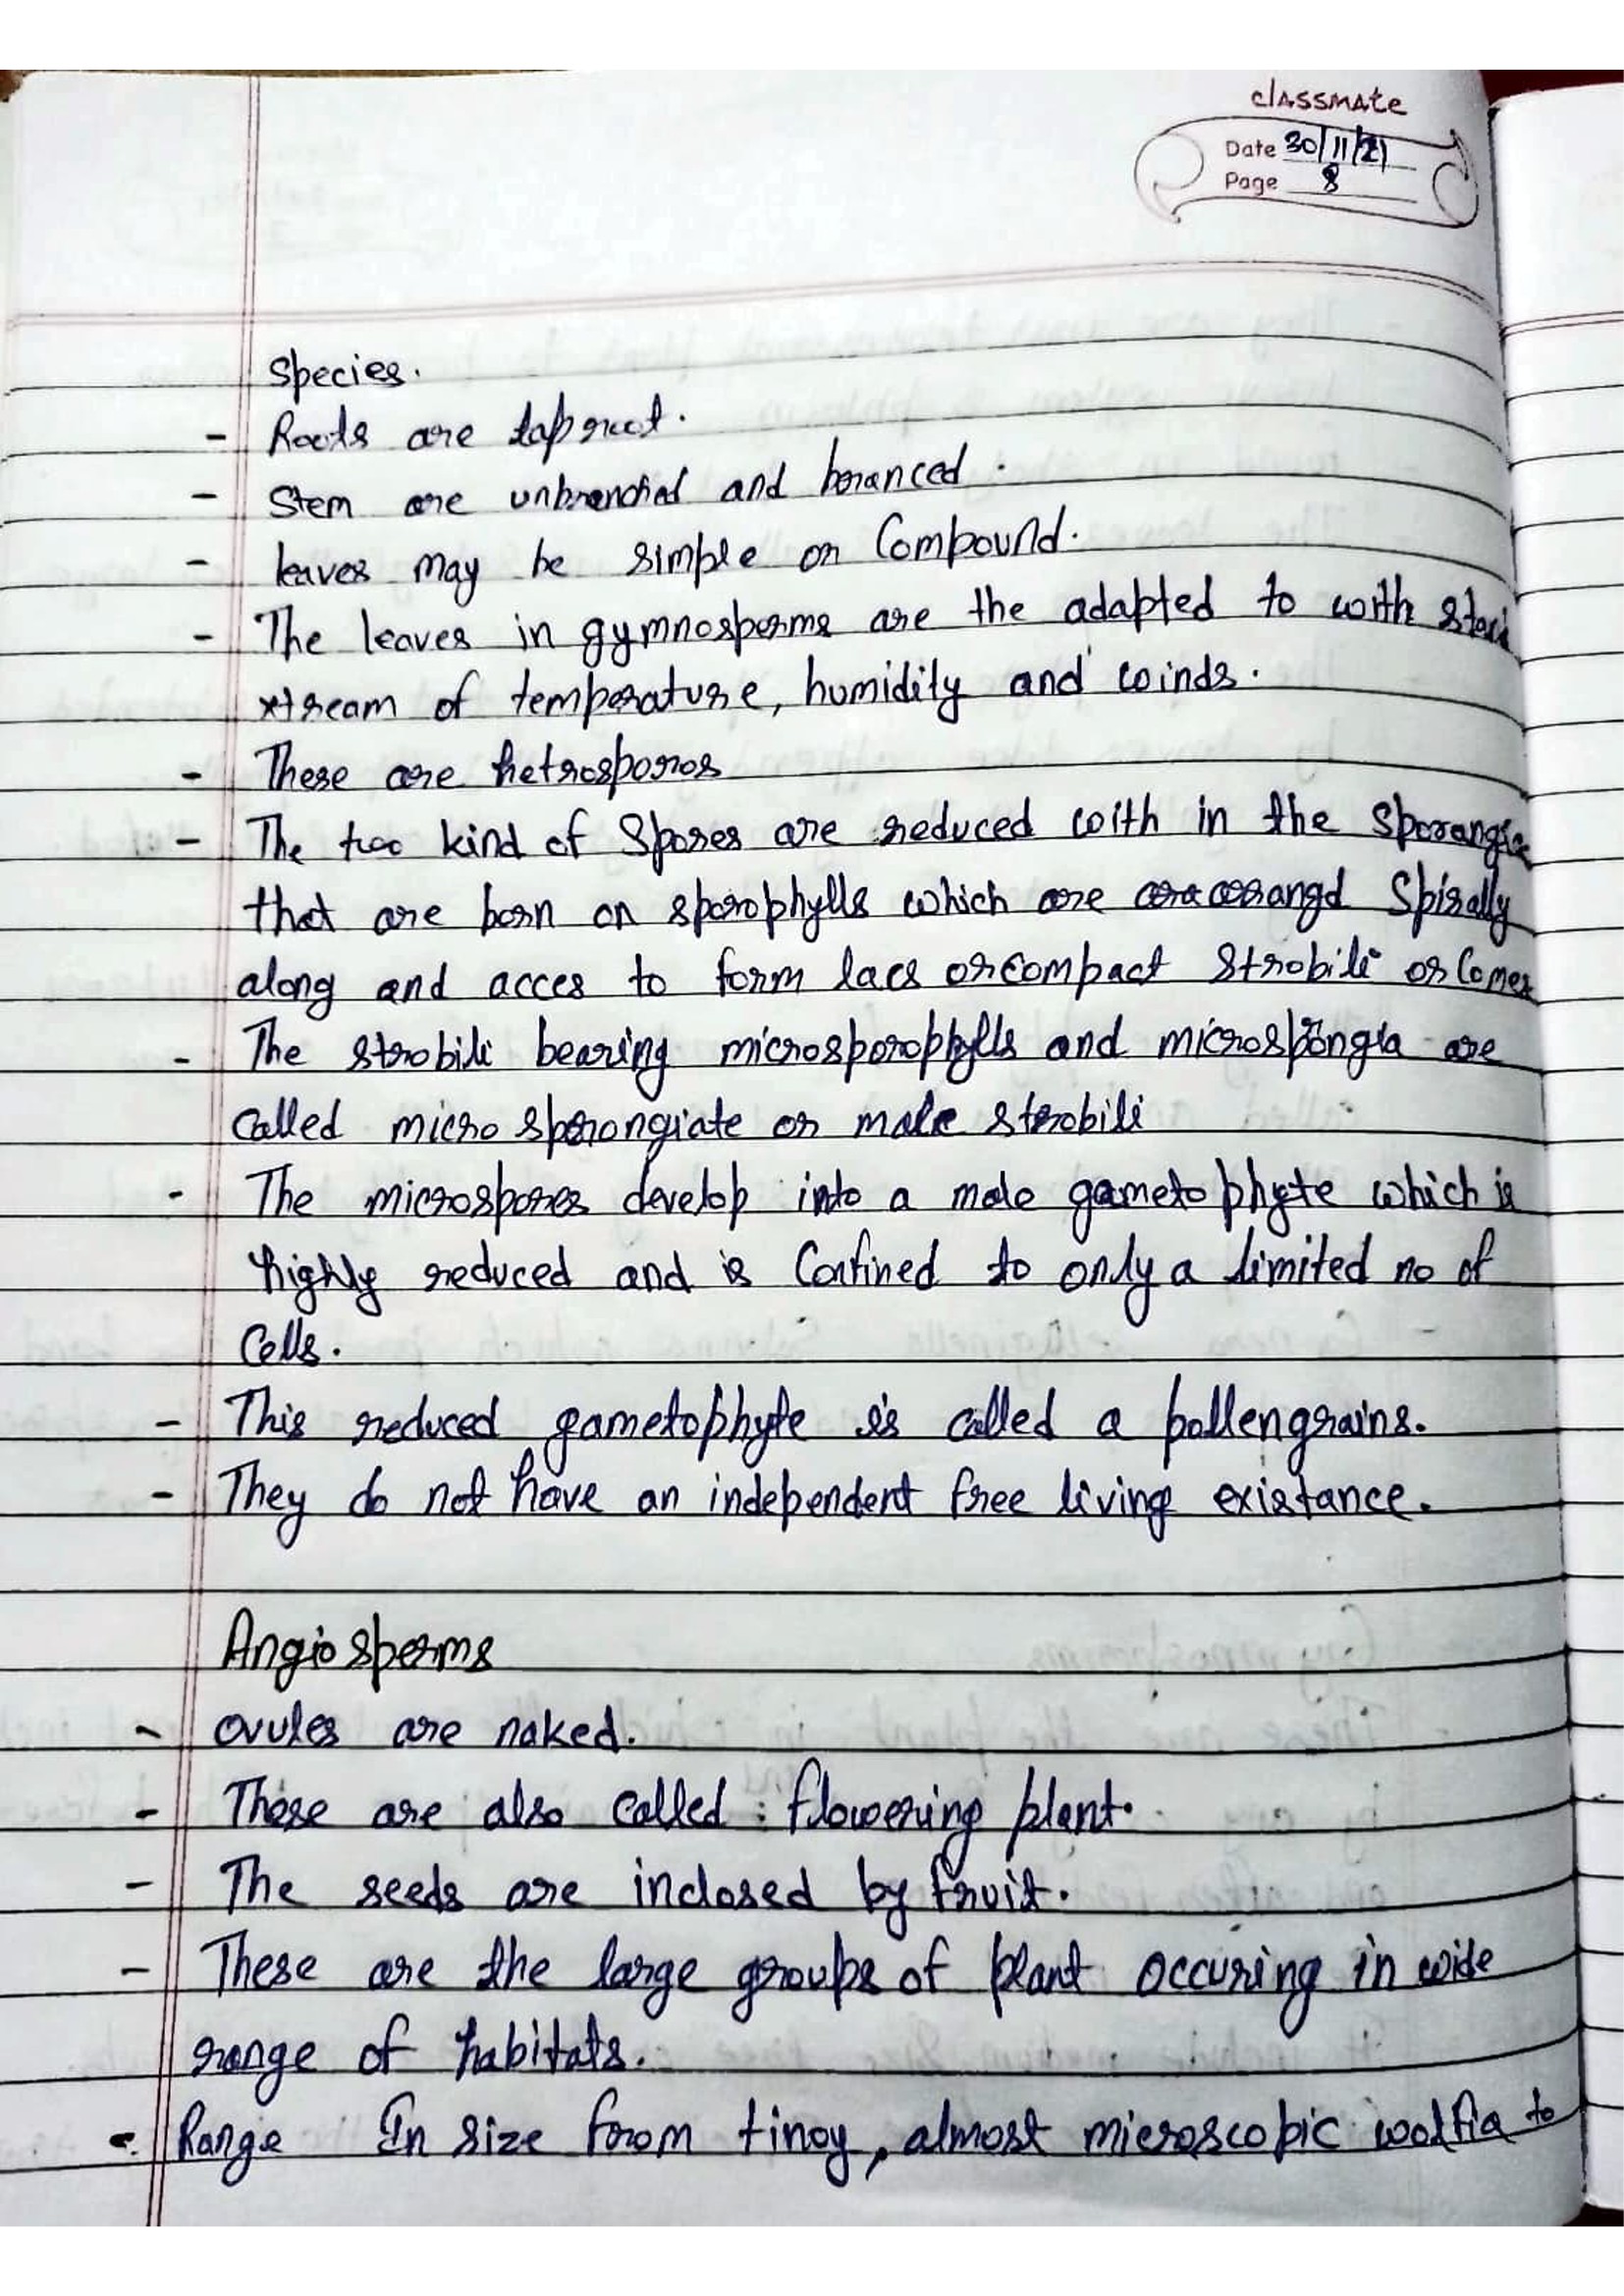 classmate
Date 30/11/21
Page 8
species.
- Roots are taproot.
- Stem are unbranched and branced.
- leaves may be simple or Compound.
- The leaves in gymnosperms are the adapted to with
xtream of temperature, humidity and winds.
- These are hetrosporos
- The two kind of Spores are reduced with in the Sporangia
that are born on sporophylls which are arrangd Spirally
along and acces to form lacs or compact Strobili or Cones
- The strobili bearing microsporophylls and microspongia are
Called micro sporongiate or male strobili
- The microspores develop into a male gametophyte which is
highly reduced and is Confined to only a limited no of
Cells.
- This reduced gametophyte is called a pollengrains.
- They do not have an independent free living existance.
Angiosperms
- ovules are naked.
- These are also called : flowering plant.
- The seeds are inclosed by fruit.
- These are the large groups of plant occuring in wide
range of habitats.
- Range In size from tinoy, almost microscopic woolfia to